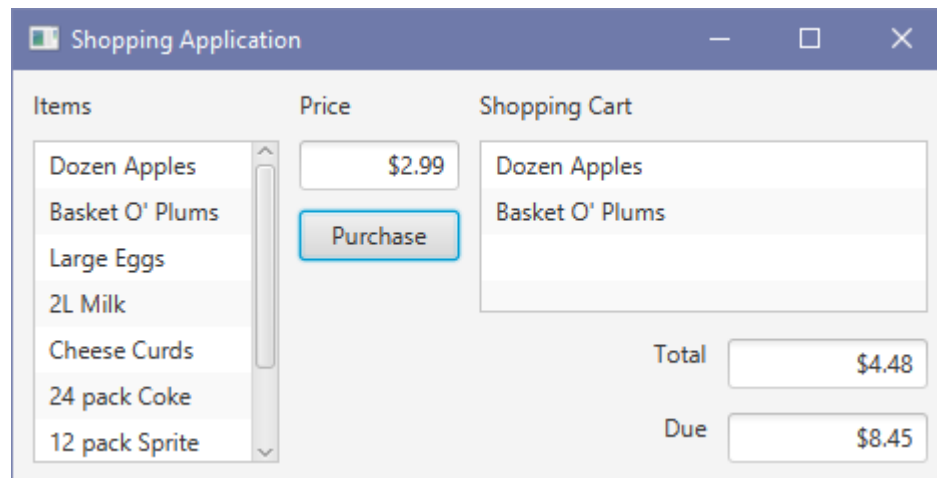 Shopping Application
Items
Price
Shopping Cart
Dozen Apples
Basket O' Plums
Large Eggs
2L Milk
Cheese Curds
24 pack Coke
12 pack Sprite
$2.99
Purchase
Dozen Apples
Basket O' Plums
Total
$4.48
Due
$8.45